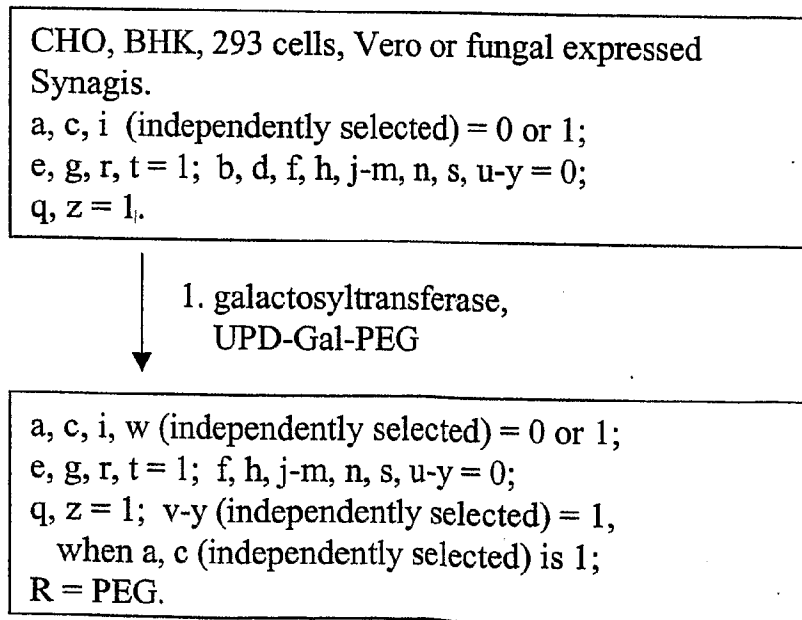 CHO, BHK, 293 cells, Vero or fungal expressed
Synagis.
a, c, i (independently selected) = 0 or 1;
e, g, r, t = 1; b, d, f, h, j-m, n, s, u-y = 0;
q, z = 1.
1. galactosyltransferase,
UPD-Gal-PEG
a, c, i, w (independently selected) = 0 or 1;
e, g, r, t = 1; f, h, j-m, n, s, u-y = 0;
q, z = 1; v-y (independently selected) = 1,
when a, c (independently selected) is 1;
R = PEG.